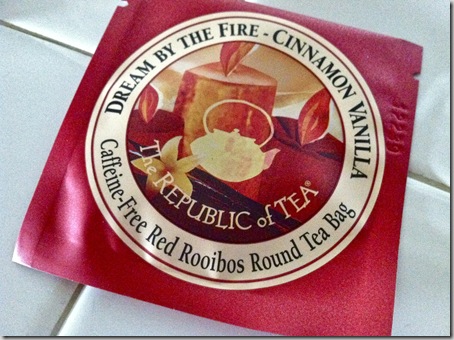 DREAM BY THE FIRE - CINNAMON VANILLA
The REPUBLIC of TEA®
Caffeine-Free Red Rooibos Round Tea Bag